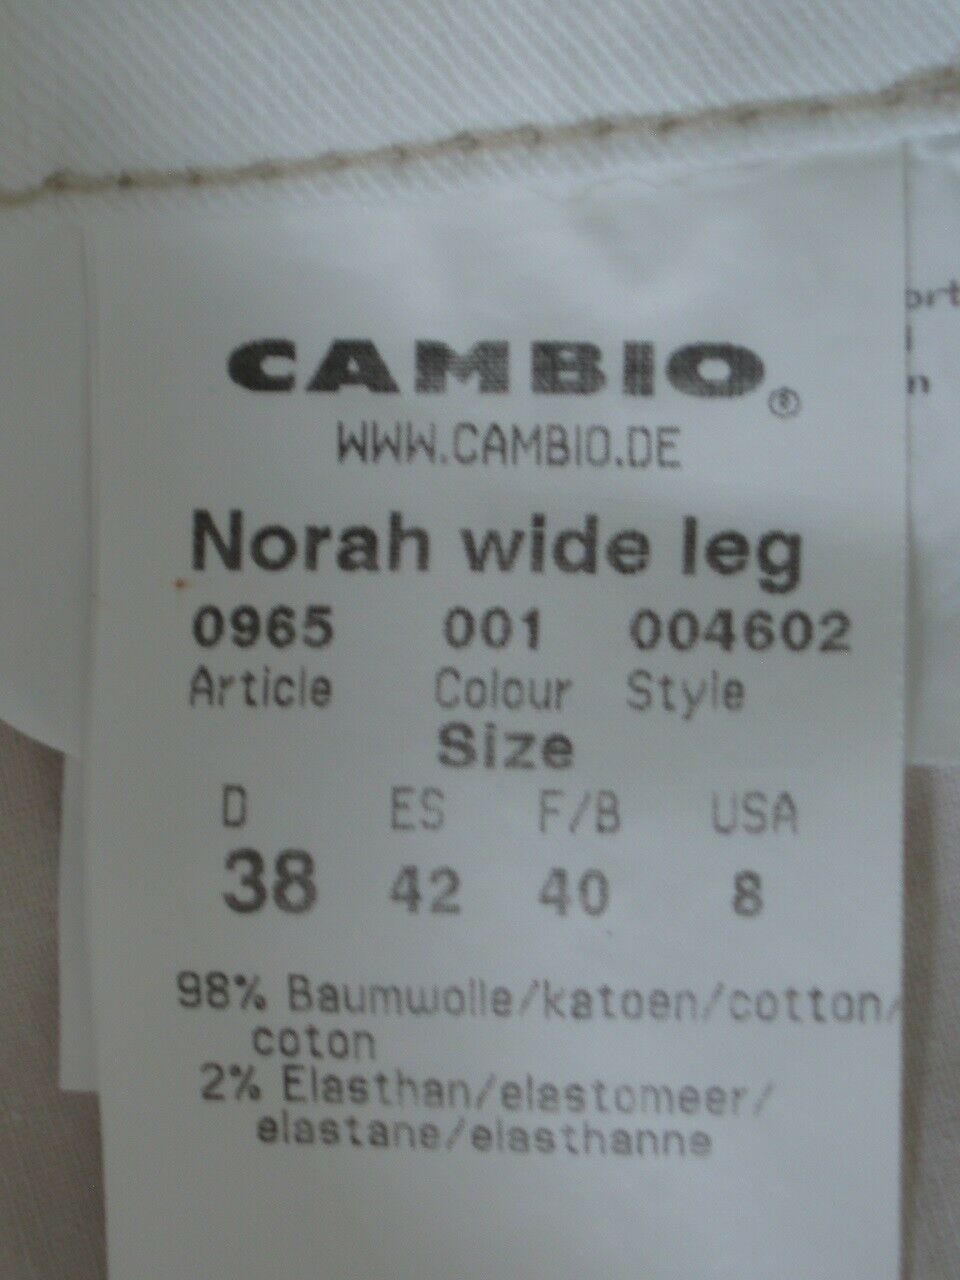 CAMBIO®
WWW.CAMBIO.DE
Norah wide leg
0965 001 004602
Article Colour Style
Size
D ES F/B USA
38 42 40 8
98% Baumwolle/katoen/cotton/
coton
2% Elasthan/elastomeer/
elastane/elasthanne